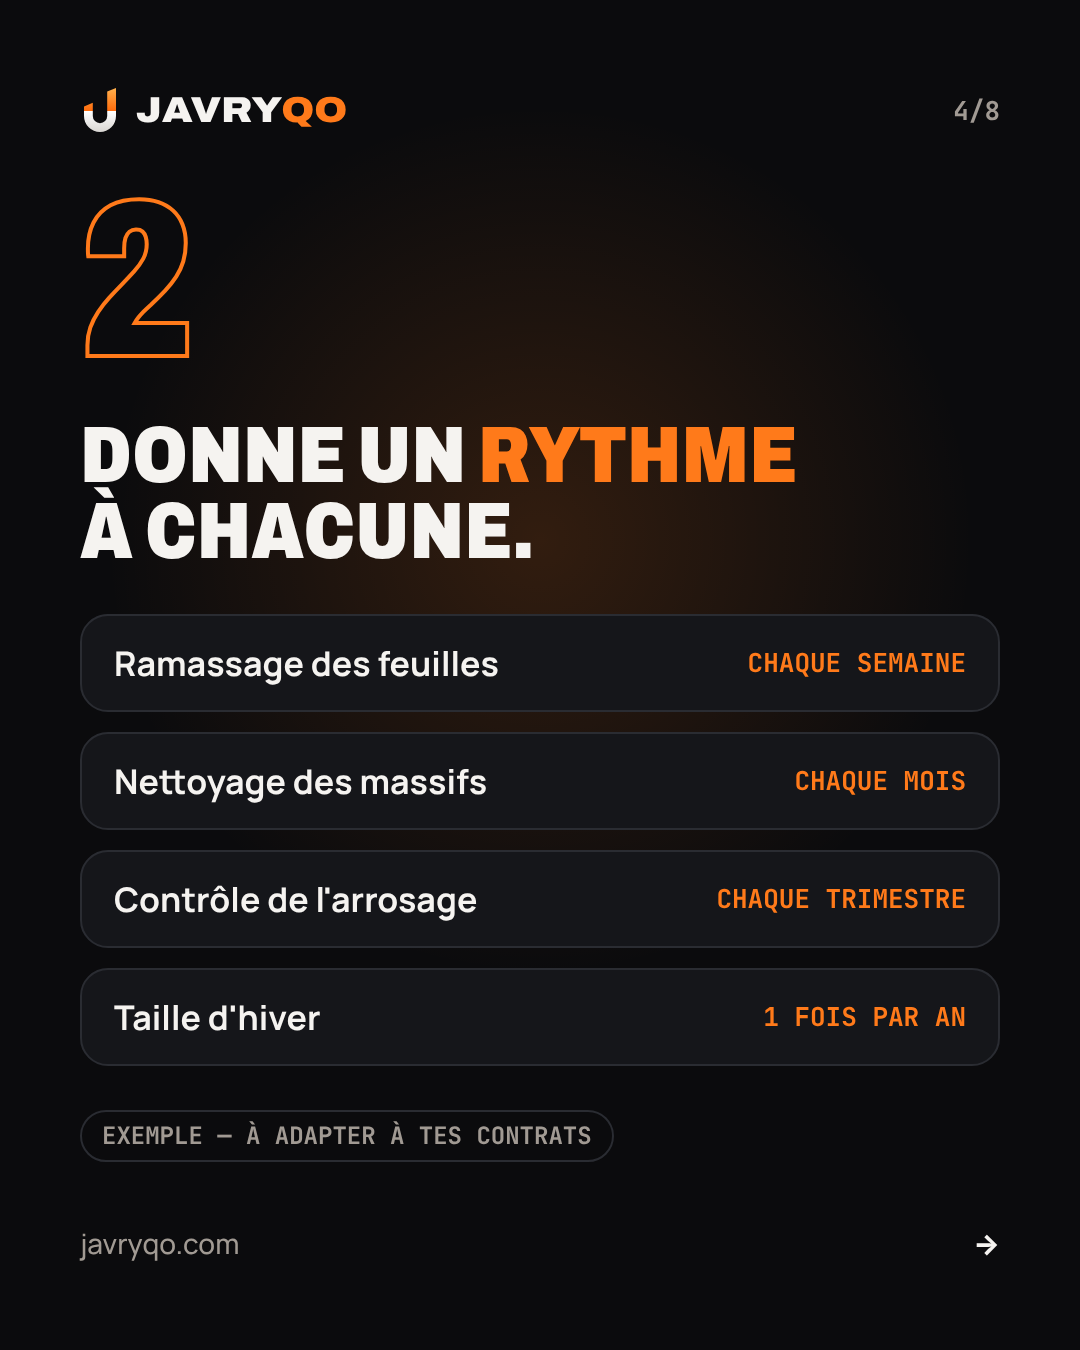 JAVRYQO
4/8
2
DONNE UN RYTHME
À CHACUNE.
Ramassage des feuilles
CHAQUE SEMAINE
Nettoyage des massifs
CHAQUE MOIS
Contrôle de l'arrosage
CHAQUE TRIMESTRE
Taille d'hiver
1 FOIS PAR AN
EXEMPLE — À ADAPTER À TES CONTRATS
javryqo.com
→